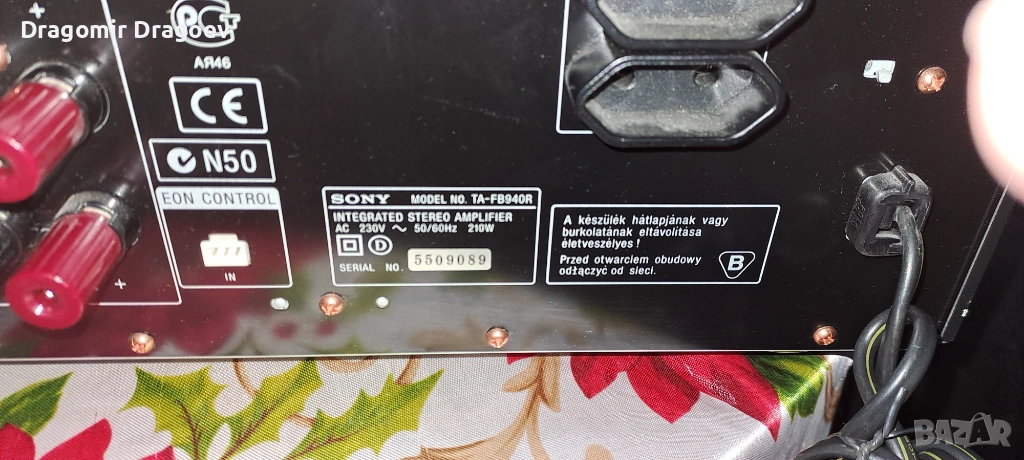 Dragomir Dragoev
AЯ46
CE
N50
EON CONTROL
IN
SONY MODEL NO. TA-FB940R
INTEGRATED STEREO AMPLIFIER
AC 230V ~ 50/60Hz 210W
D
SERIAL NO. 5509089
A készülék hátlapjának vagy
burkolatának eltávolítása
életveszélyes !
Przed otwarciem obudowy
odłączyć od sieci.
B
BAZAR